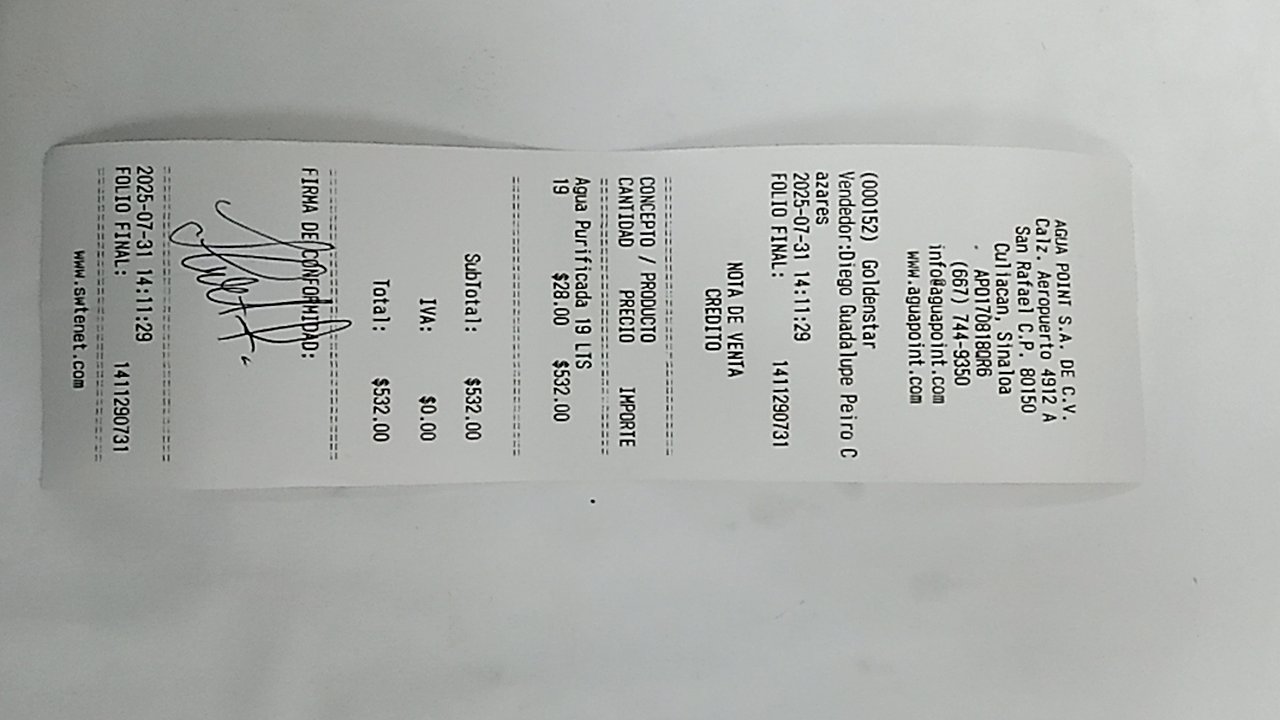 AGUA POINT S.A. DE C.V.
Calz. Aeropuerto 4912 A
San Rafael C.P. 80150
Culiacan, Sinaloa
. APO170818QR6
(667) 744-9350
info@aguapoint.com
www.aguapoint.com
(000152) Goldenstar
Vendedor:Diego Guadalupe Peiro C
azares
2025-07-31 14:11:29
FOLIO FINAL: 1411290731
NOTA DE VENTA
CREDITO
CONCEPTO / PRODUCTO
CANTIDAD PRECIO IMPORTE
Agua Purificada 19 LTS
19 $28.00 $532.00
SubTotal: $532.00
IVA: $0.00
Total: $532.00
FIRMA DE CONFORMIDAD:
2025-07-31 14:11:29
FOLIO FINAL: 1411290731
www.swtenet.com